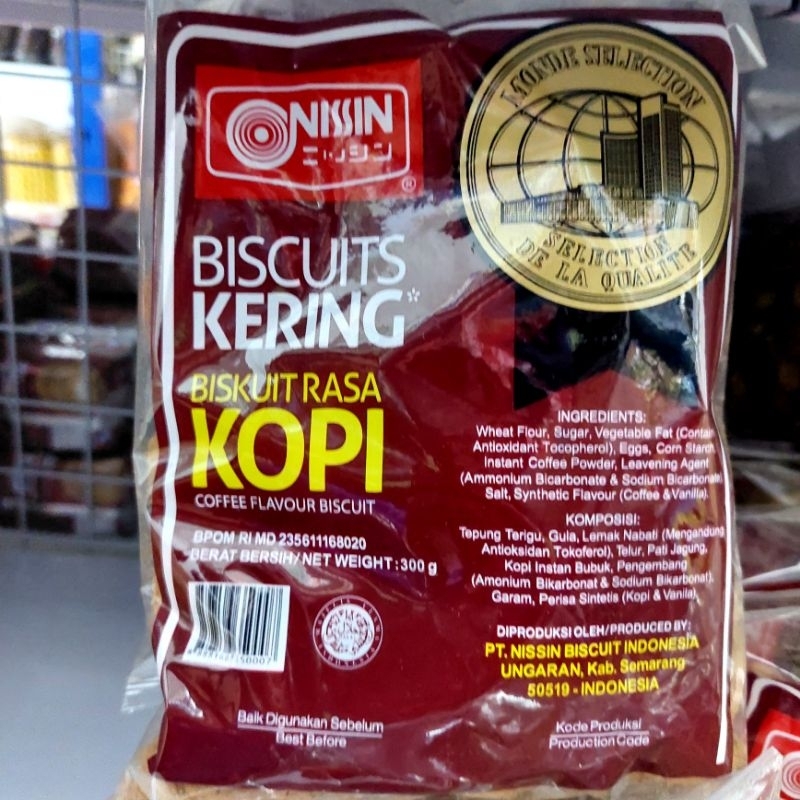 NISSIN
ニッシン
®
MONDE SELECTION
SELECTION
DE LA QUALITE
BISCUITS
KERING*
BISKUIT RASA
KOPI
COFFEE FLAVOUR BISCUIT
BPOM RI MD 235611168020
BERAT BERSIH/NET WEIGHT : 300 g
INGREDIENTS:
Wheat Flour, Sugar, Vegetable Fat (Contain
Antioxidant Tocopherol), Eggs, Corn Starch
Instant Coffee Powder, Leavening Agent
(Ammonium Bicarbonate & Sodium Bicarbonate)
Salt, Synthetic Flavour (Coffee & Vanilla).
KOMPOSISI:
Tepung Terigu, Gula, Lemak Nabati (Mengandung
Antioksidan Tokoferol), Telur, Pati Jagung,
Kopi Instan Bubuk, Pengembang
(Amonium Bikarbonat & Sodium Bikarbonat),
Garam, Perisa Sintetis (Kopi & Vanila).
DIPRODUKSI OLEH/PRODUCED BY:
PT. NISSIN BISCUIT INDONESIA
UNGARAN, Kab. Semarang
50519 - INDONESIA
Baik Digunakan Sebelum
Best Before
Kode Produksi
Production Code